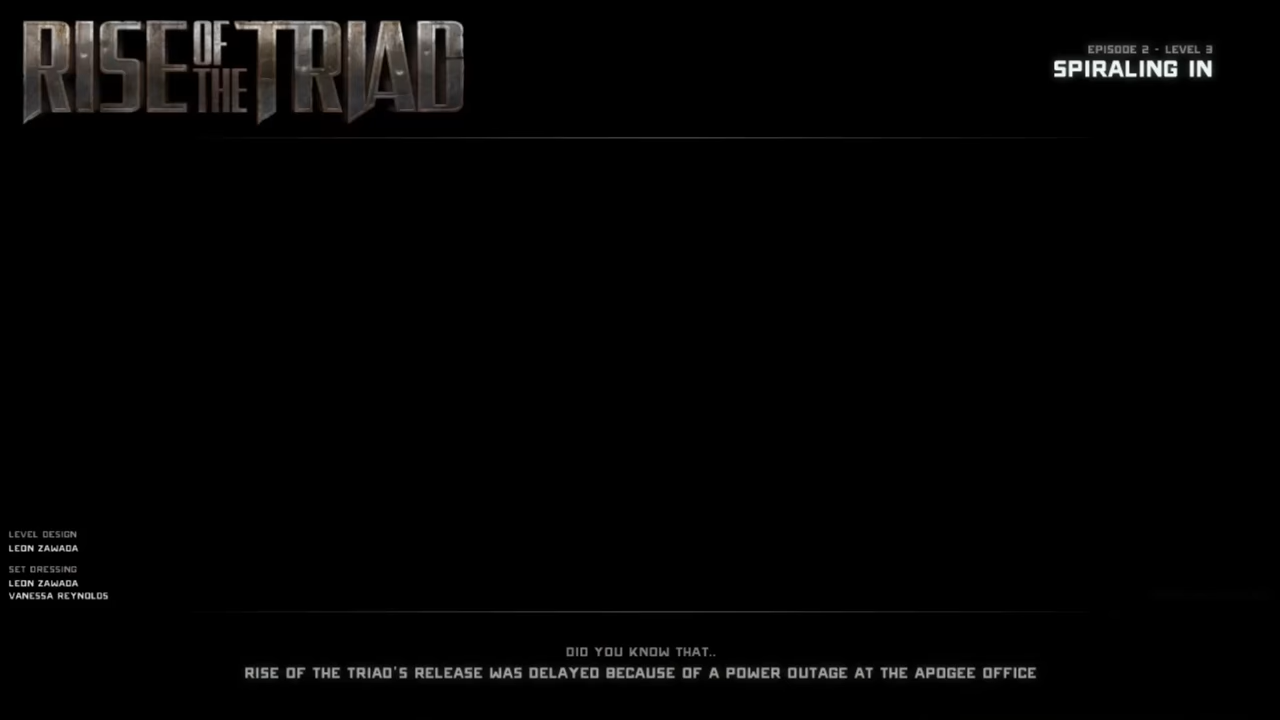 RISE OF THE TRIAD
EPISODE 2 - LEVEL 3
SPIRALING IN
LEVEL DESIGN
LEON ZAWADA
SET DRESSING
LEON ZAWADA
VANESSA REYNOLDS
DID YOU KNOW THAT..
RISE OF THE TRIAD'S RELEASE WAS DELAYED BECAUSE OF A POWER OUTAGE AT THE APOGEE OFFICE